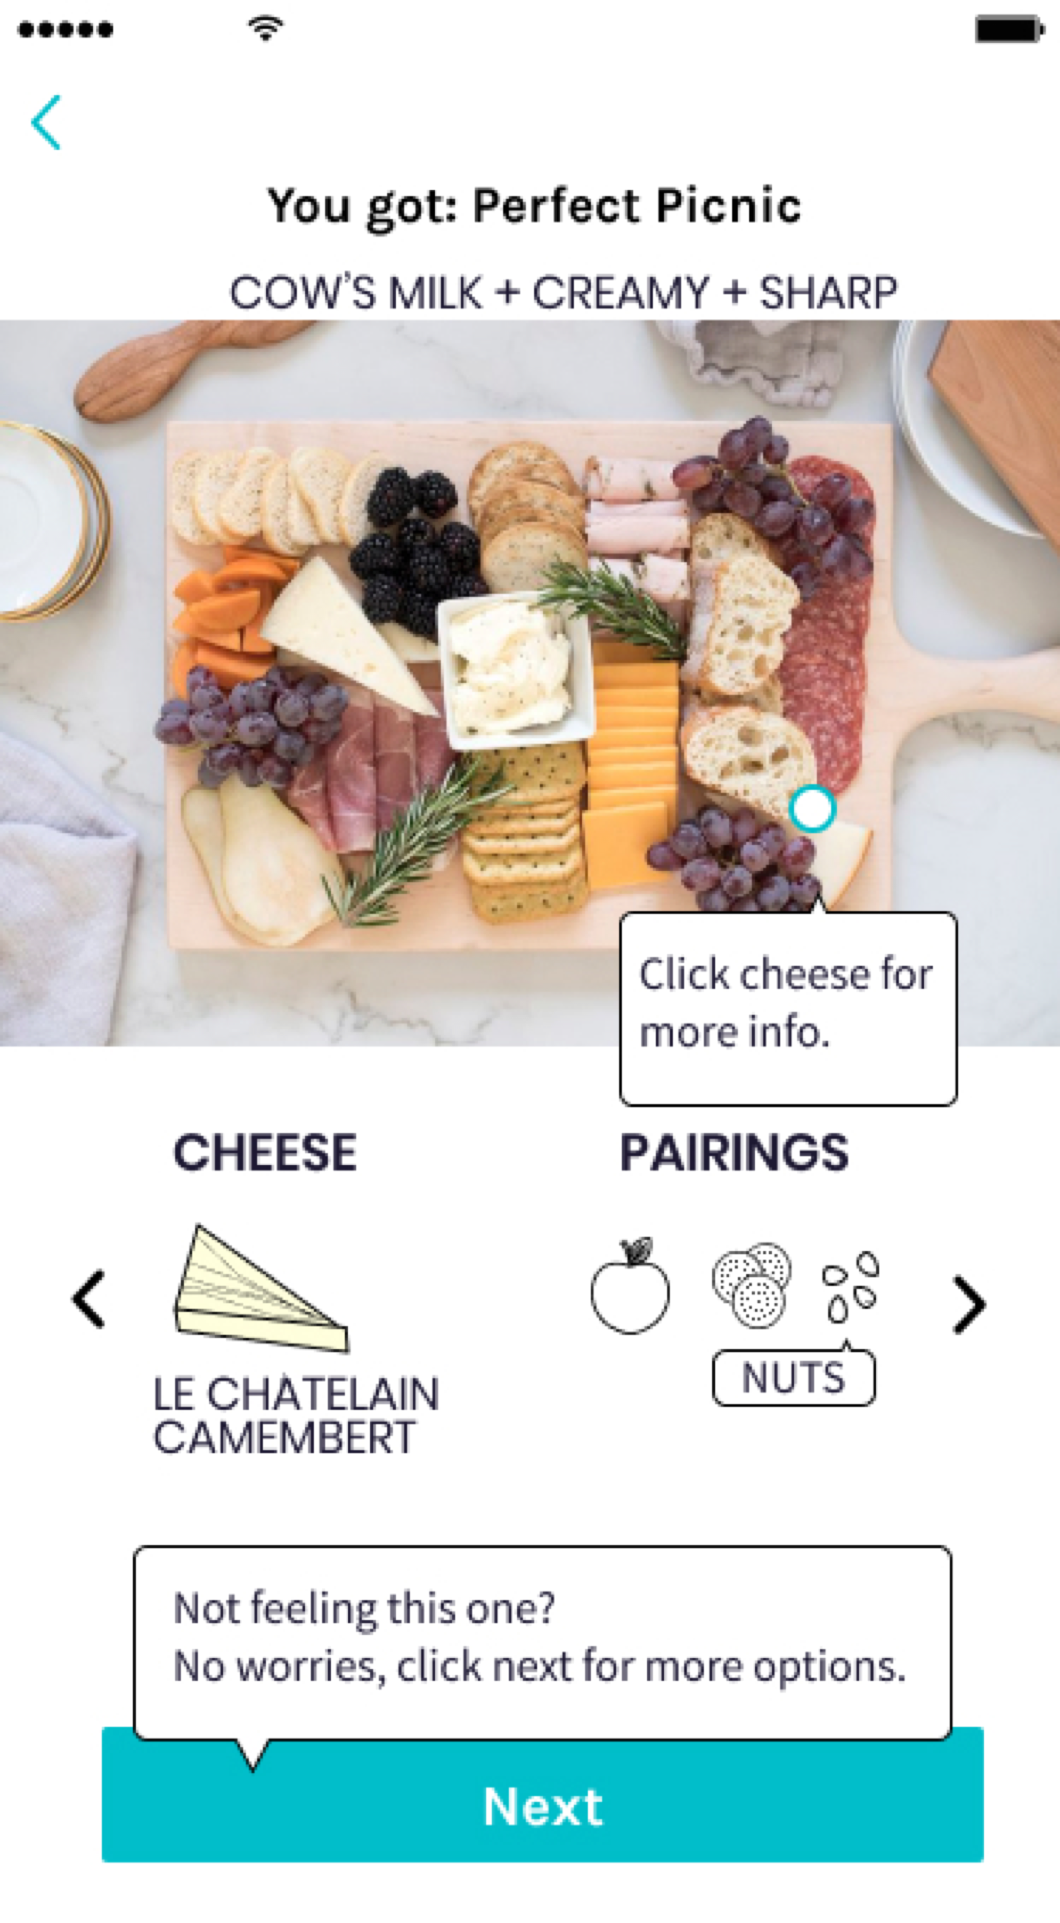 You got: Perfect Picnic
COW'S MILK + CREAMY + SHARP
Click cheese for
more info.
CHEESE
PAIRINGS
NUTS
LE CHÀTELAIN
CAMEMBERT
Not feeling this one?
No worries, click next for more options.
Next